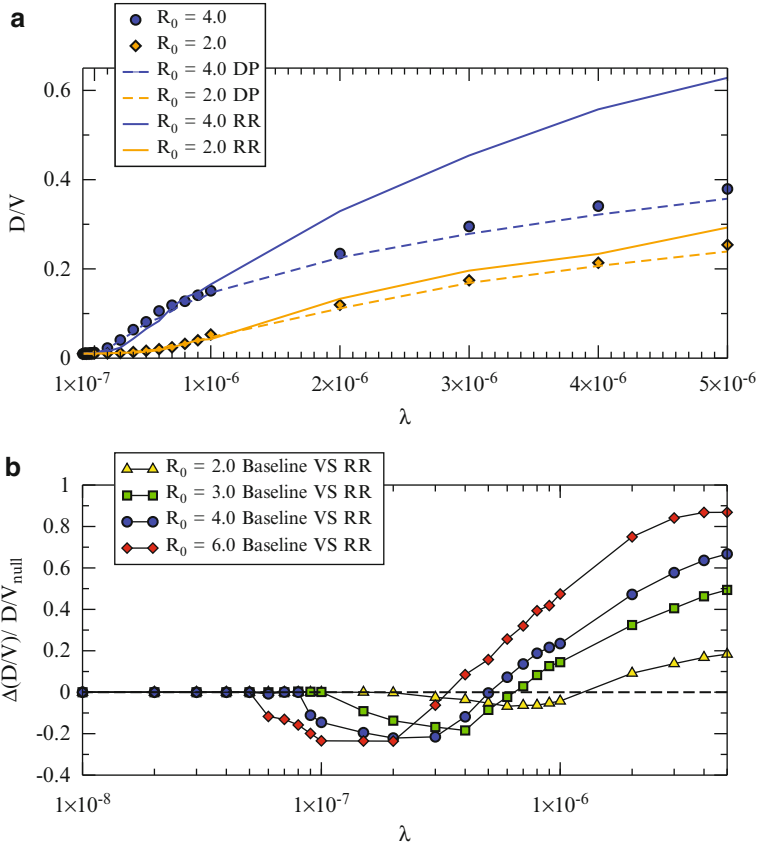 a
R₀ = 4.0
R₀ = 2.0
R₀ = 4.0 DP
R₀ = 2.0 DP
R₀ = 4.0 RR
R₀ = 2.0 RR
0.6
0.4
0.2
0
D/V
1×10⁻⁷ 1×10⁻⁶ 2×10⁻⁶ 3×10⁻⁶ 4×10⁻⁶ 5×10⁻⁶
λ
b
R₀ = 2.0 Baseline VS RR
R₀ = 3.0 Baseline VS RR
R₀ = 4.0 Baseline VS RR
R₀ = 6.0 Baseline VS RR
1
0.8
0.6
0.4
0.2
0
-0.2
-0.4
Δ(D/V)/ D/Vₙᵤₗₗ
1×10⁻⁸ 1×10⁻⁷ 1×10⁻⁶
λ